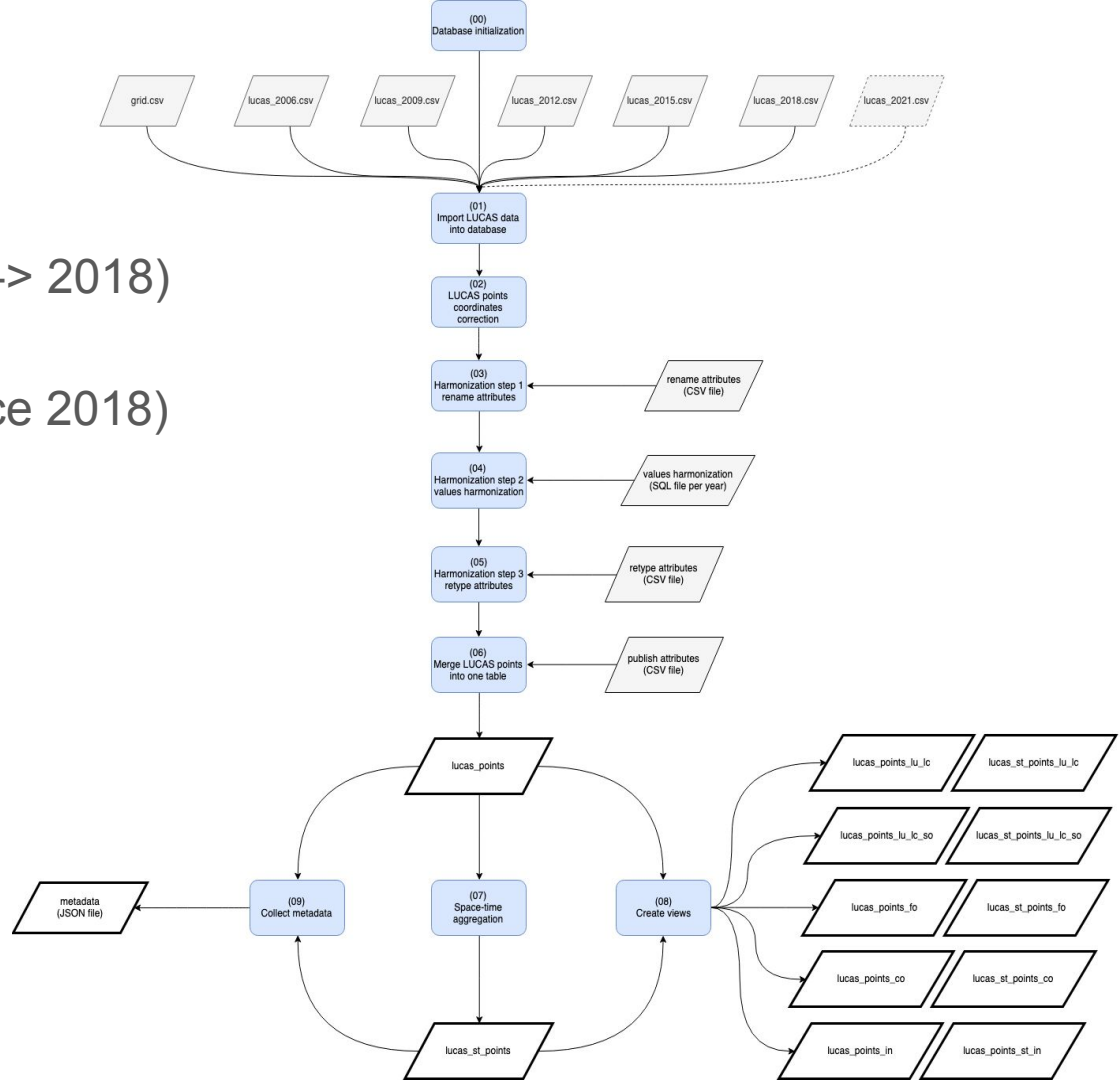 (00)
Database initialization
grid.csv
lucas_2006.csv
lucas_2009.csv
lucas_2012.csv
lucas_2015.csv
lucas_2018.csv
lucas_2021.csv
(01)
Import LUCAS data
into database
-> 2018)
(02)
LUCAS points
coordinates
correction
ce 2018)
(03)
Harmonization step 1
rename attributes
rename attributes
(CSV file)
(04)
Harmonization step 2
values harmonization
values harmonization
(SQL file per year)
(05)
Harmonization step 3
retype attributes
retype attributes
(CSV file)
(06)
Merge LUCAS points
into one table
publish attributes
(CSV file)
lucas_points
lucas_points_lu_lc
lucas_st_points_lu_lc
lucas_points_lu_lc_so
lucas_st_points_lu_lc_so
metadata
(JSON file)
(09)
Collect metadata
(07)
Space-time
aggregation
(08)
Create views
lucas_points_fo
lucas_st_points_fo
lucas_points_co
lucas_st_points_co
lucas_st_points
lucas_points_in
lucas_points_st_in